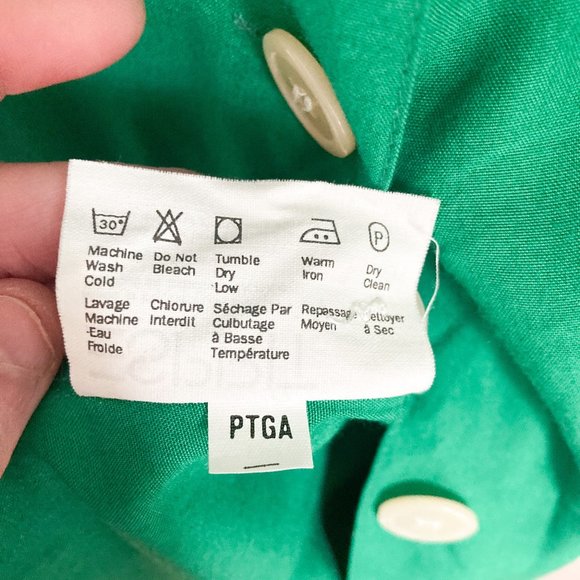 30°
P
Machine
Wash
Cold
Do Not
Bleach
Tumble
Dry
Low
Warm
Iron
Dry
Clean
Lavage
Machine
-Eau
Froide
Chlorure
Interdit
Séchage Par
Culbutage
à Basse
Température
Repassage
Moyen
à Sec
PTGA